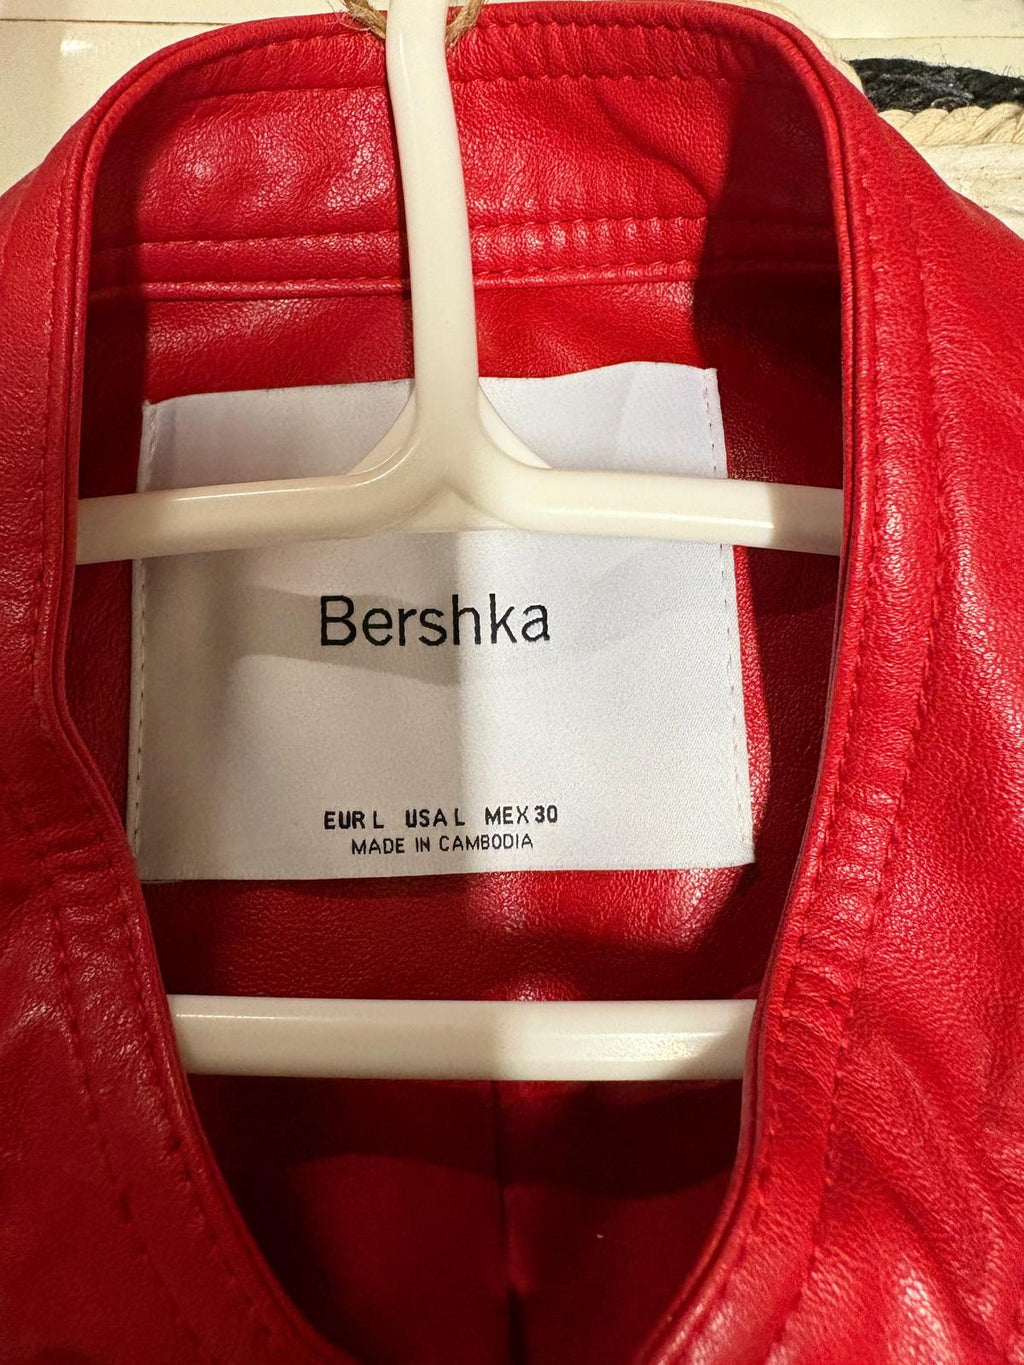 Bershka
EUR L USA L MEX 30
MADE IN CAMBODIA